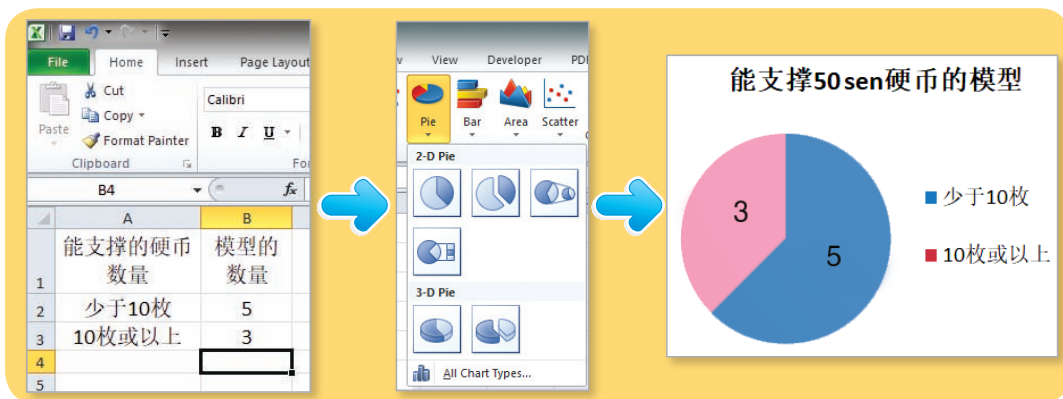 File Home Insert Page Layout
Cut
Copy
Paste
Format Painter
Clipboard
Calibri
B I U
B4 fx
A B
1 能支撑的硬币数量 模型的数量
2 少于10枚 5
3 10枚或以上 3
4
5
View Developer
Pie Bar Area Scatter
2-D Pie
3-D Pie
All Chart Types...
能支撑50 sen硬币的模型
3
5
少于10枚
10枚或以上